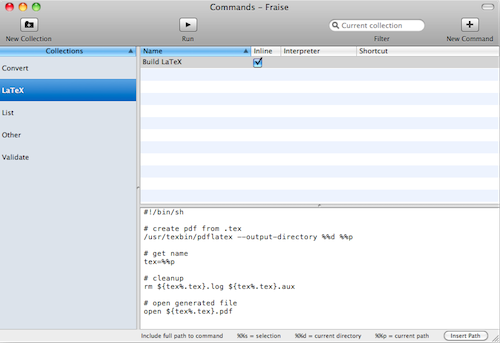 Commands – Fraise
New Collection
Run
Current collection
Filter
New Command
Collections
Name
Inline
Interpreter
Shortcut
Convert
LaTeX
List
Other
Validate
Build LaTeX
#!/bin/sh
# create pdf from .tex
/usr/texbin/pdflatex --output-directory %%d %%p
# get name
tex=%%p
# cleanup
rm ${tex%.tex}.log ${tex%.tex}.aux
# open generated file
open ${tex%.tex}.pdf
Include full path to command
%%s = selection
%%d = current directory
%%p = current path
Insert Path